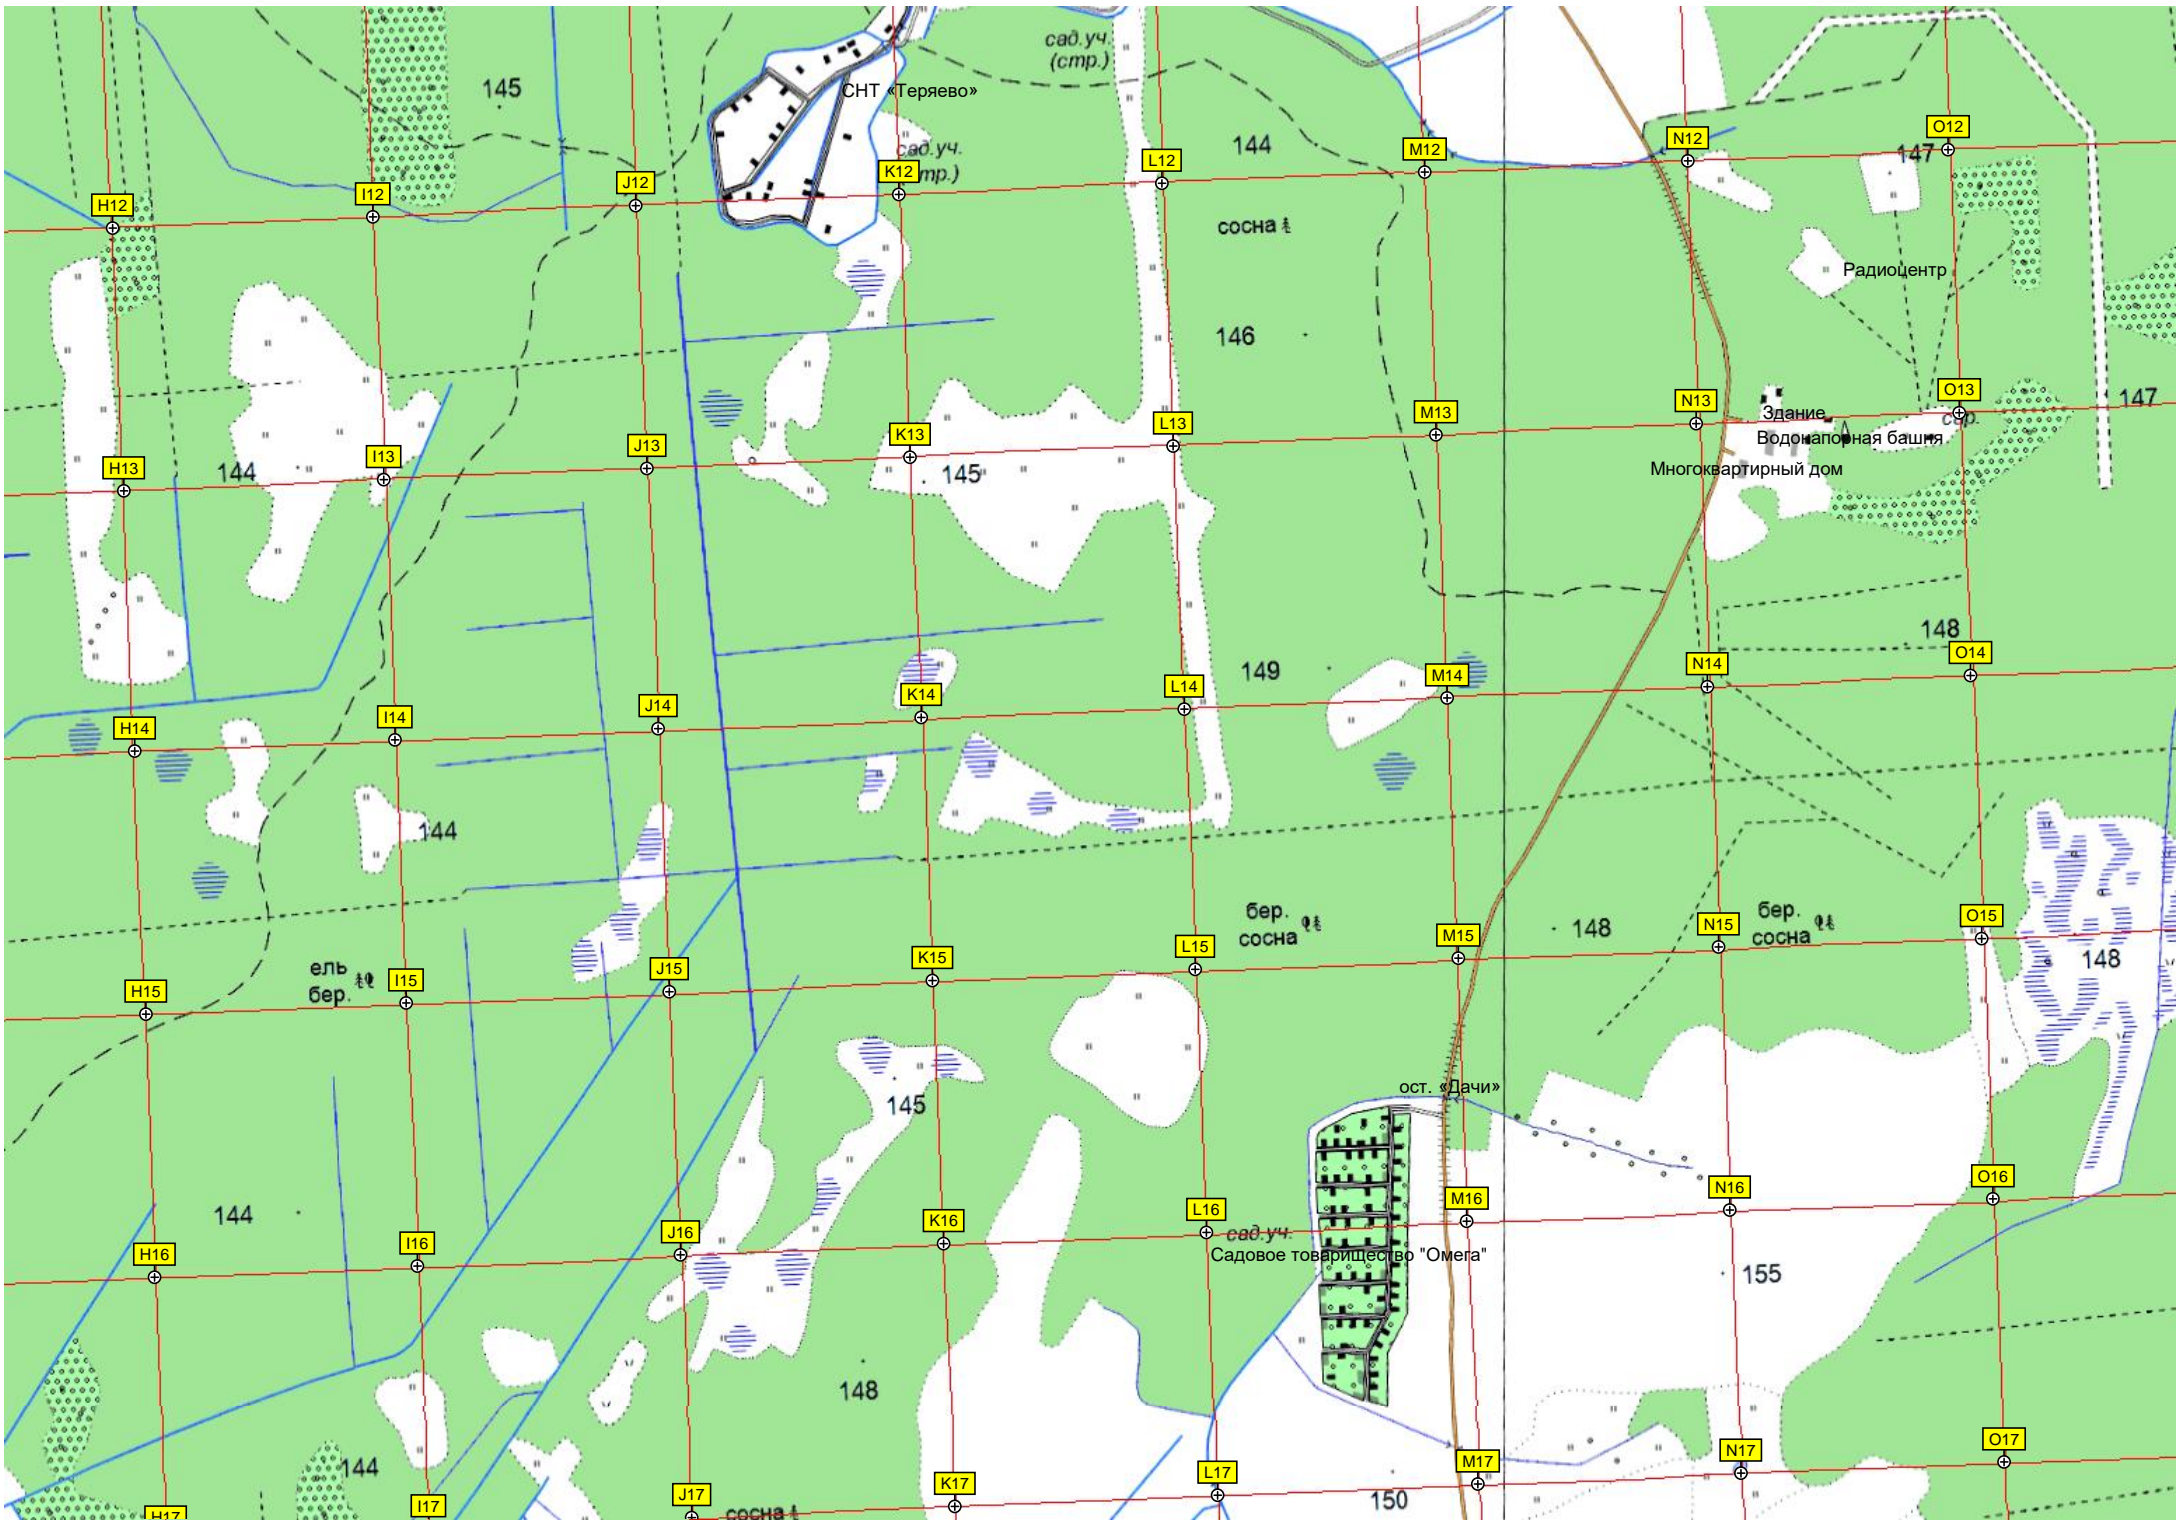 145
сад.уч.
(стр.)
СНТ «Теряево»
144
сад.уч.
тр.)
147
H12
I12
J12
K12
L12
M12
N12
O12
сосна
Радиоцентр
146
147
H13
I13
J13
K13
L13
M13
N13
O13
Здание
Водонапорная башня
Многоквартирный дом
144
145
148
149
H14
I14
J14
K14
L14
M14
N14
O14
144
бер.
сосна
148
бер.
сосна
148
ель
бер.
H15
I15
J15
K15
L15
M15
N15
O15
145
ост. «Дачи»
144
H16
I16
J16
K16
L16
M16
N16
O16
сад.уч.
Садовое товарищество "Омега"
155
148
144
150
H17
I17
J17
K17
L17
M17
N17
O17
сосна